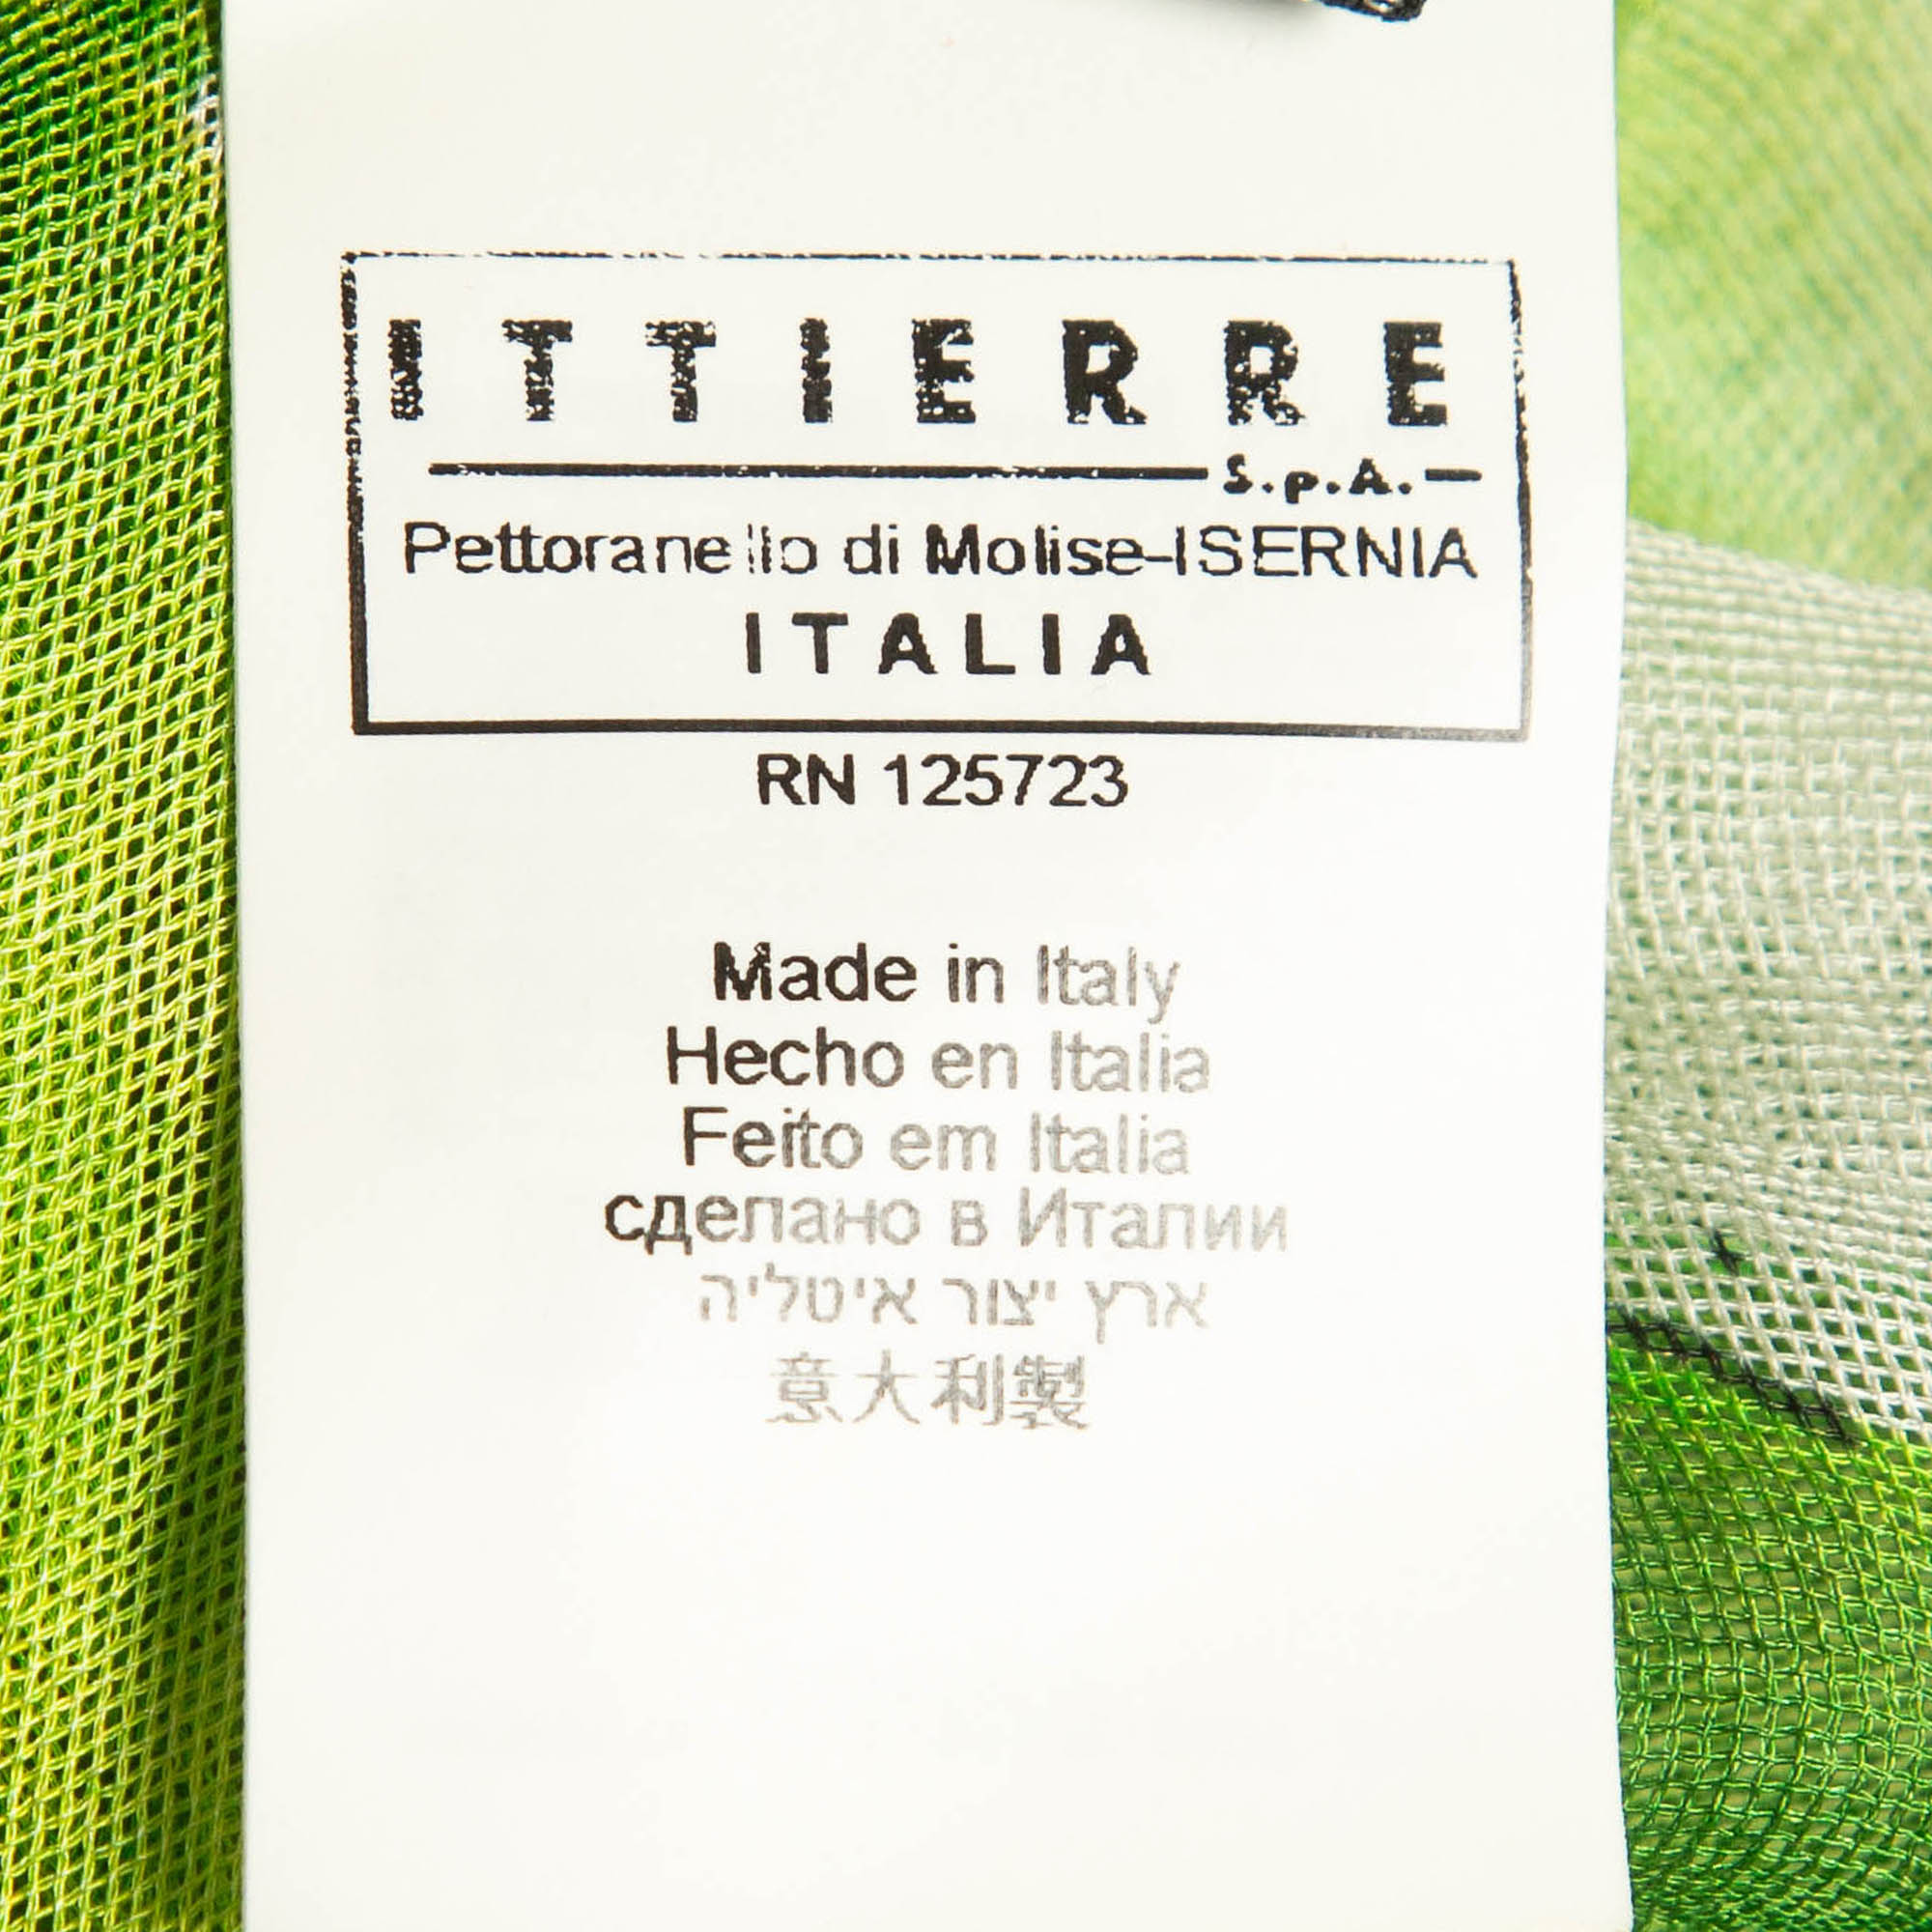 ITTIERRE
S.p.A.
Pettoranello di Molise-ISERNIA
ITALIA
RN 125723
Made in Italy
Hecho en Italia
Feito em Italia
сделано в Италии
ארץ יצור איטליה
意大利製